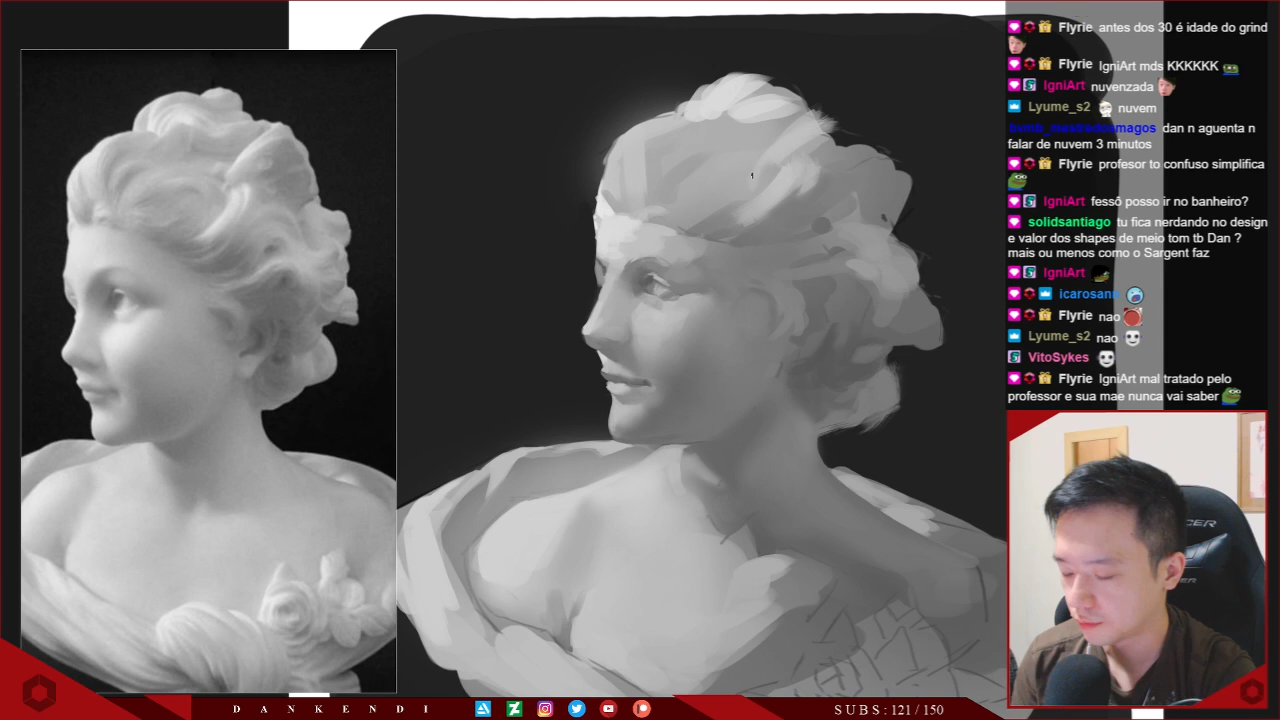 Flyrie antes dos 30 é idade do grind
Flyrie IgniArt mds KKKKKK
IgniArt nuvenzada
Lyume_s2 nuvem
dan n aguenta n
falar de nuvem 3 minutos
Flyrie profesor to confuso simplifica
IgniArt fessô posso ir no banheiro?
solidsantiago tu fica nerdando no design
e valor dos shapes de meio tom tb Dan ?
mais ou menos como o Sargent faz
IgniArt
icarosann
Flyrie nao
Lyume_s2 nao
VitoSykes
Flyrie IgniArt mal tratado pelo
professor e sua mae nunca vai saber
DANKENDI
SUBS: 121 / 150